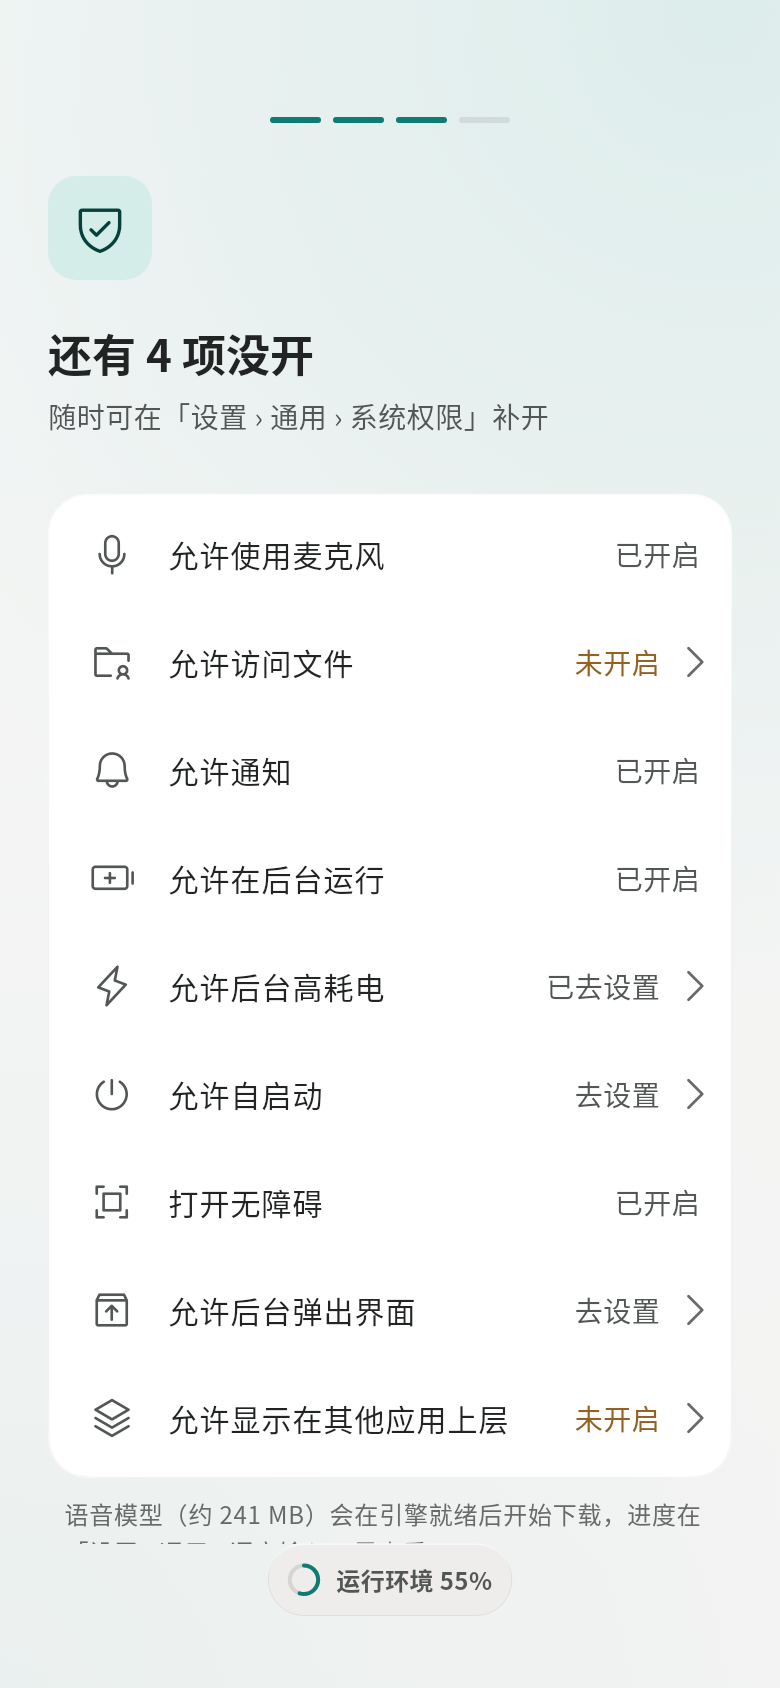 还有 4 项没开
随时可在「设置 › 通用 › 系统权限」补开
允许使用麦克风 已开启
允许访问文件 未开启
允许通知 已开启
允许在后台运行 已开启
允许后台高耗电 已去设置
允许自启动 去设置
打开无障碍 已开启
允许后台弹出界面 去设置
允许显示在其他应用上层 未开启
语音模型（约 241 MB）会在引擎就绪后开始下载，进度在
运行环境 55%